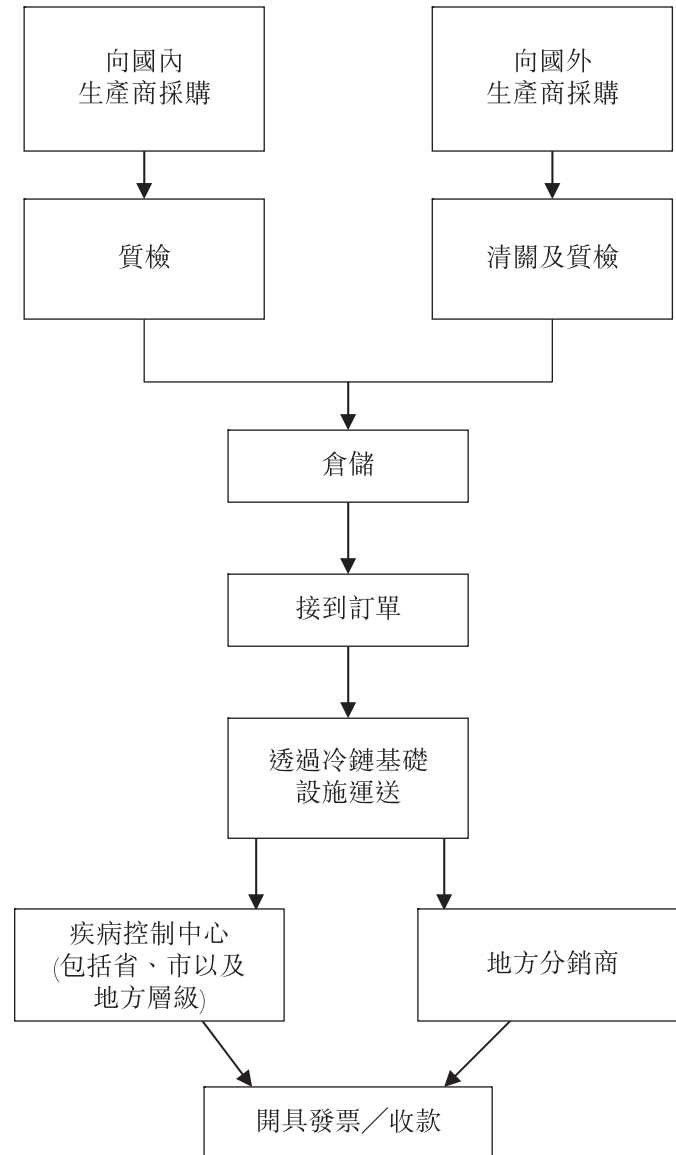 向國內
生產商採購
向國外
生產商採購
質檢
清關及質檢
倉儲
接到訂單
透過冷鏈基礎
設施運送
疾病控制中心
(包括省、市以及
地方層級)
地方分銷商
開具發票／收款